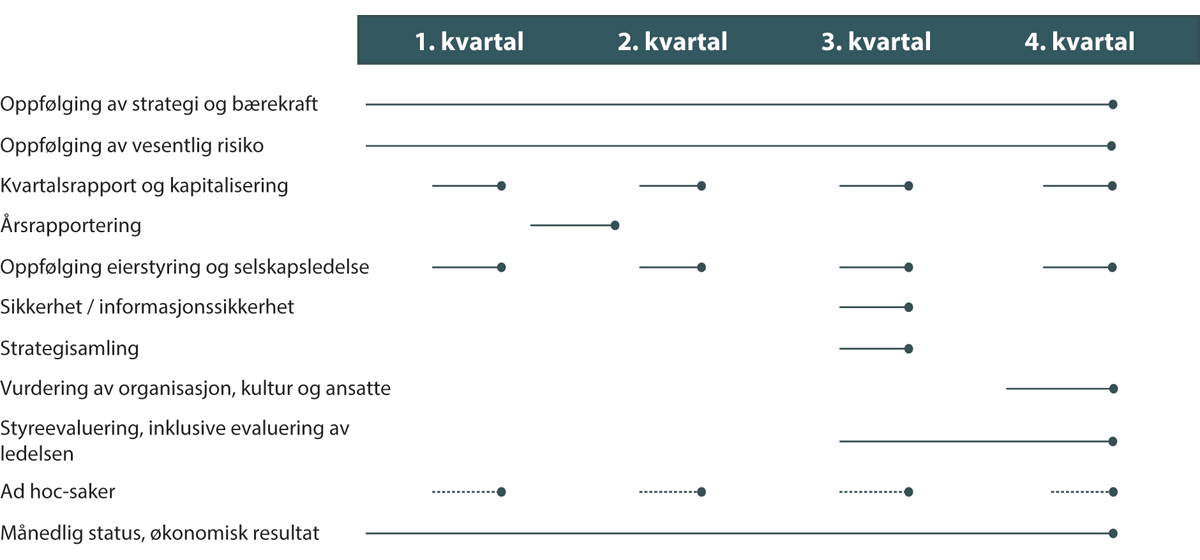 1. kvartal 2. kvartal 3. kvartal 4. kvartal
Oppfølging av strategi og bærekraft
Oppfølging av vesentlig risiko
Kvartalsrapport og kapitalisering
Årsrapportering
Oppfølging eierstyring og selskapsledelse
Sikkerhet / informasjonssikkerhet
Strategisamling
Vurdering av organisasjon, kultur og ansatte
Styreevaluering, inklusive evaluering av
ledelsen
Ad hoc-saker
Månedlig status, økonomisk resultat